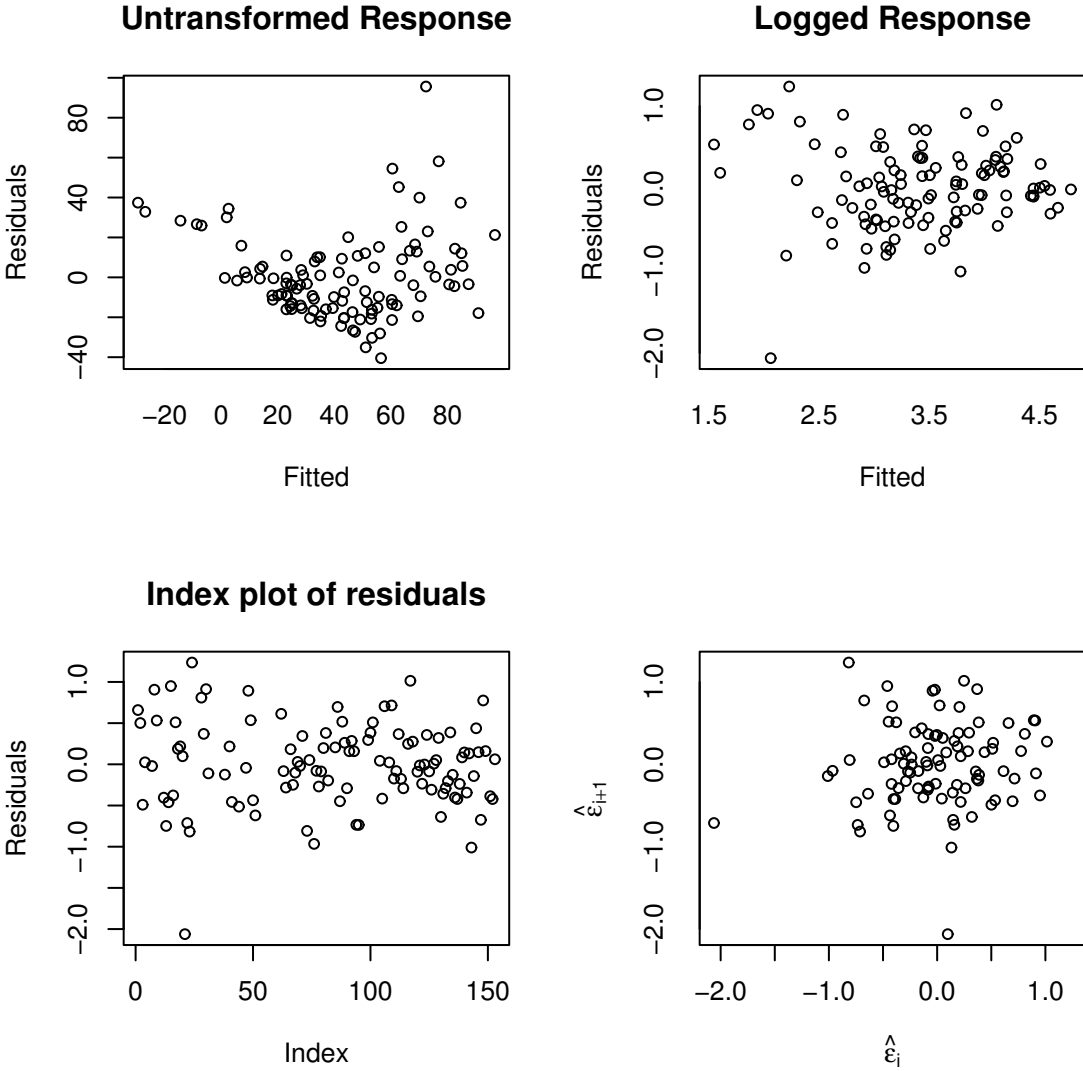 Untransformed Response
Residuals
80
40
0
−40
−20 0 20 40 60 80
Fitted
Logged Response
Residuals
1.0
0.0
−1.0
−2.0
1.5 2.5 3.5 4.5
Fitted
Index plot of residuals
Residuals
1.0
0.0
−1.0
−2.0
0 50 100 150
Index
ε̂i+1
1.0
0.0
−1.0
−2.0
−2.0 −1.0 0.0 1.0
ε̂i